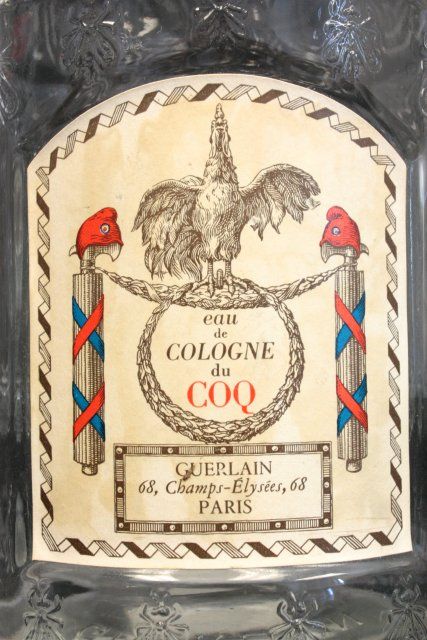 eau
de
COLOGNE
du
COQ
GUERLAIN
68, Champs-Élysées, 68
PARIS